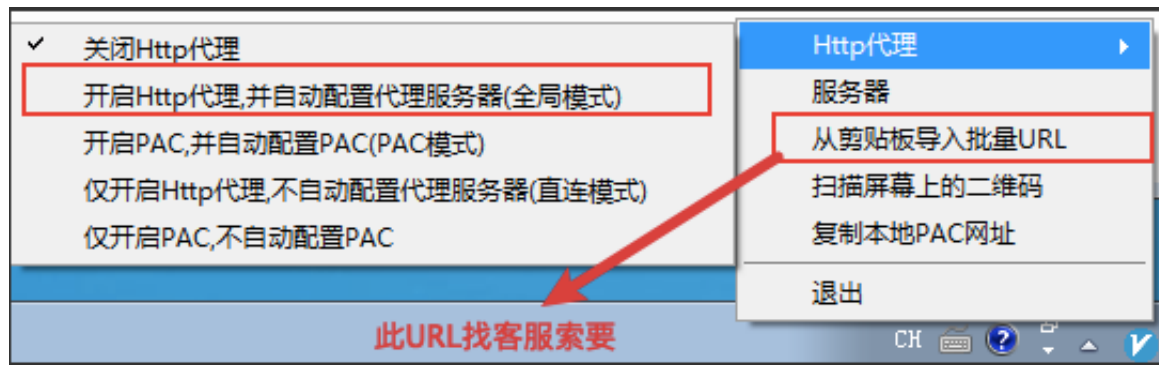 关闭Http代理
开启Http代理,并自动配置代理服务器(全局模式)
开启PAC,并自动配置PAC(PAC模式)
仅开启Http代理,不自动配置代理服务器(直连模式)
仅开启PAC,不自动配置PAC
Http代理
服务器
从剪贴板导入批量URL
扫描屏幕上的二维码
复制本地PAC网址
退出
此URL找客服索要
CH